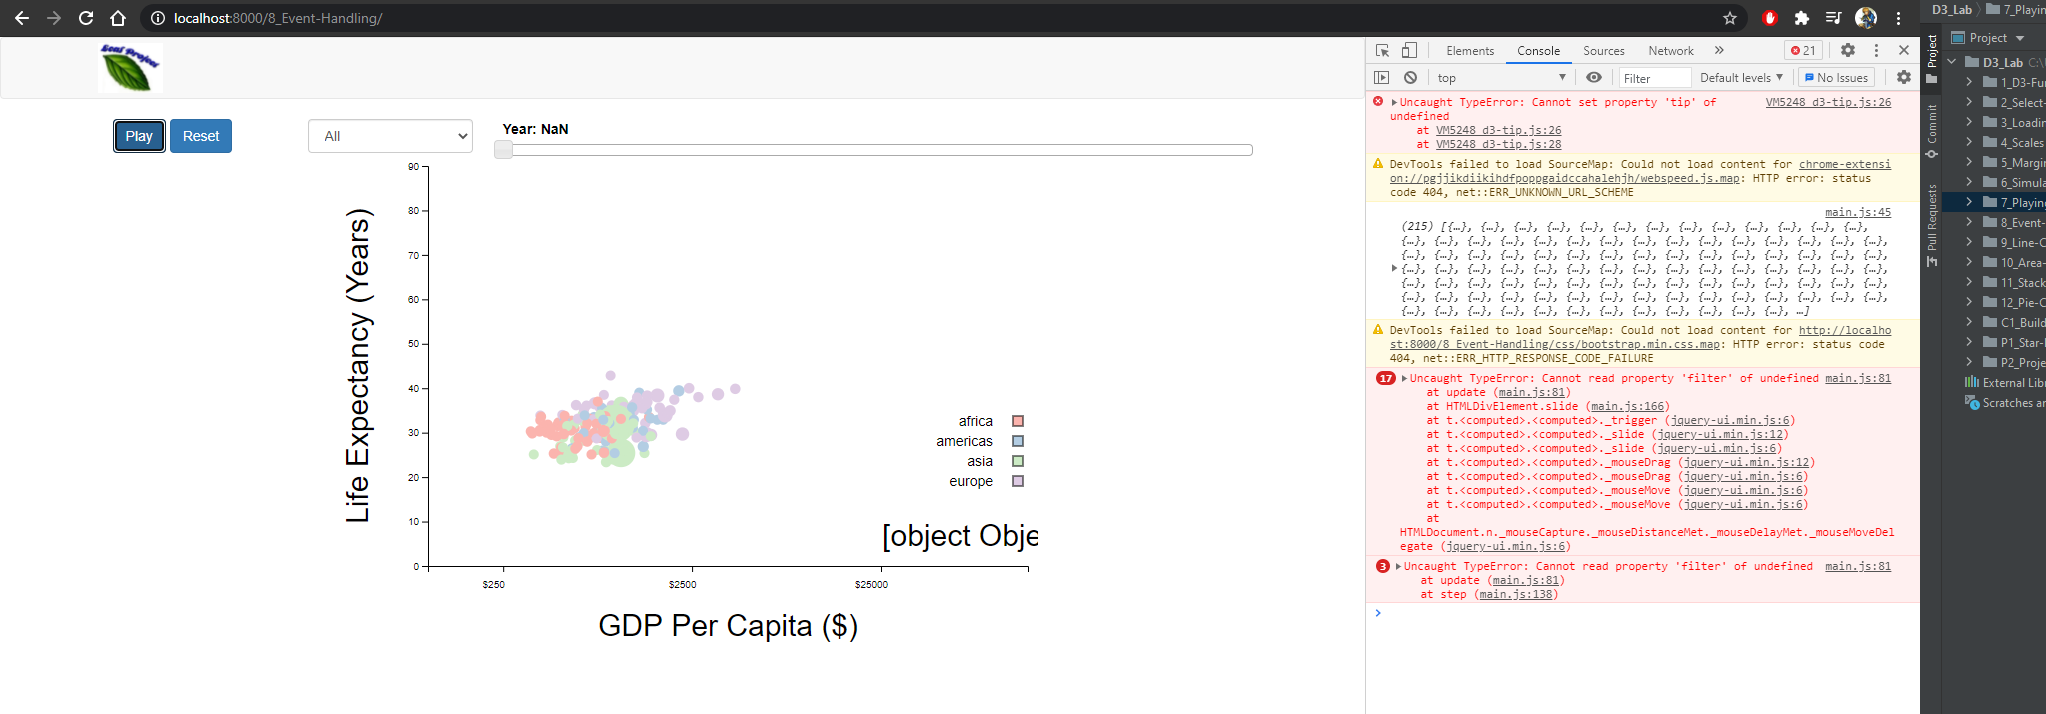 localhost:8000/8_Event-Handling/
D3_Lab
7_Playin
Leaf Project
Play
Reset
All
Year: NaN
90
80
70
60
50
40
30
20
10
0
Life Expectancy (Years)
africa
americas
asia
europe
[object Obje
$250
$2500
$25000
GDP Per Capita ($)
Elements
Console
Sources
Network
»
21
top
Filter
Default levels
No Issues
Uncaught TypeError: Cannot set property 'tip' of VM5248 d3-tip.js:26
undefined
at VM5248 d3-tip.js:26
at VM5248 d3-tip.js:28
DevTools failed to load SourceMap: Could not load content for chrome-extensi
on://pgjjikdiikihdfpoppgaidccahalehjh/webspeed.js.map: HTTP error: status
code 404, net::ERR_UNKNOWN_URL_SCHEME
main.js:45
(215) [{…}, {…}, {…}, {…}, {…}, {…}, {…}, {…}, {…}, {…}, {…}, {…}, {…},
{…}, {…}, {…}, {…}, {…}, {…}, {…}, {…}, {…}, {…}, {…}, {…}, {…}, {…}, {…},
{…}, {…}, {…}, {…}, {…}, {…}, {…}, {…}, {…}, {…}, {…}, {…}, {…}, {…}, {…},
{…}, {…}, {…}, {…}, {…}, {…}, {…}, {…}, {…}, {…}, {…}, {…}, {…}, {…}, {…},
{…}, {…}, {…}, {…}, {…}, {…}, {…}, {…}, {…}, {…}, {…}, {…}, {…}, {…}, {…},
{…}, {…}, {…}, {…}, {…}, {…}, {…}, {…}, {…}, {…}, {…}, {…}, {…}, {…}, {…},
{…}, {…}, {…}, {…}, {…}, {…}, {…}, {…}, {…}, {…}, {…}, …]
DevTools failed to load SourceMap: Could not load content for http://localho
st:8000/8_Event-Handling/css/bootstrap.min.css.map: HTTP error: status code
404, net::ERR_HTTP_RESPONSE_CODE_FAILURE
17 Uncaught TypeError: Cannot read property 'filter' of undefined main.js:81
at update (main.js:81)
at HTMLDivElement.slide (main.js:166)
at t.<computed>.<computed>._trigger (jquery-ui.min.js:6)
at t.<computed>.<computed>._slide (jquery-ui.min.js:12)
at t.<computed>.<computed>._slide (jquery-ui.min.js:6)
at t.<computed>.<computed>._mouseDrag (jquery-ui.min.js:12)
at t.<computed>.<computed>._mouseDrag (jquery-ui.min.js:6)
at t.<computed>.<computed>._mouseMove (jquery-ui.min.js:6)
at t.<computed>.<computed>._mouseMove (jquery-ui.min.js:6)
at
HTMLDocument.n._mouseCapture._mouseDistanceMet._mouseDelayMet._mouseMoveDel
egate (jquery-ui.min.js:6)
3 Uncaught TypeError: Cannot read property 'filter' of undefined main.js:81
at update (main.js:81)
at step (main.js:138)
Project
Commit
Pull Requests
Project
D3_Lab C:\
1_D3-Fu
2_Select-
3_Loadin
4_Scales
5_Margi
6_Simula
7_Playin
8_Event-
9_Line-C
10_Area-
11_Stack
12_Pie-C
C1_Build
P1_Star-
P2_Proje
External Lib
Scratches a